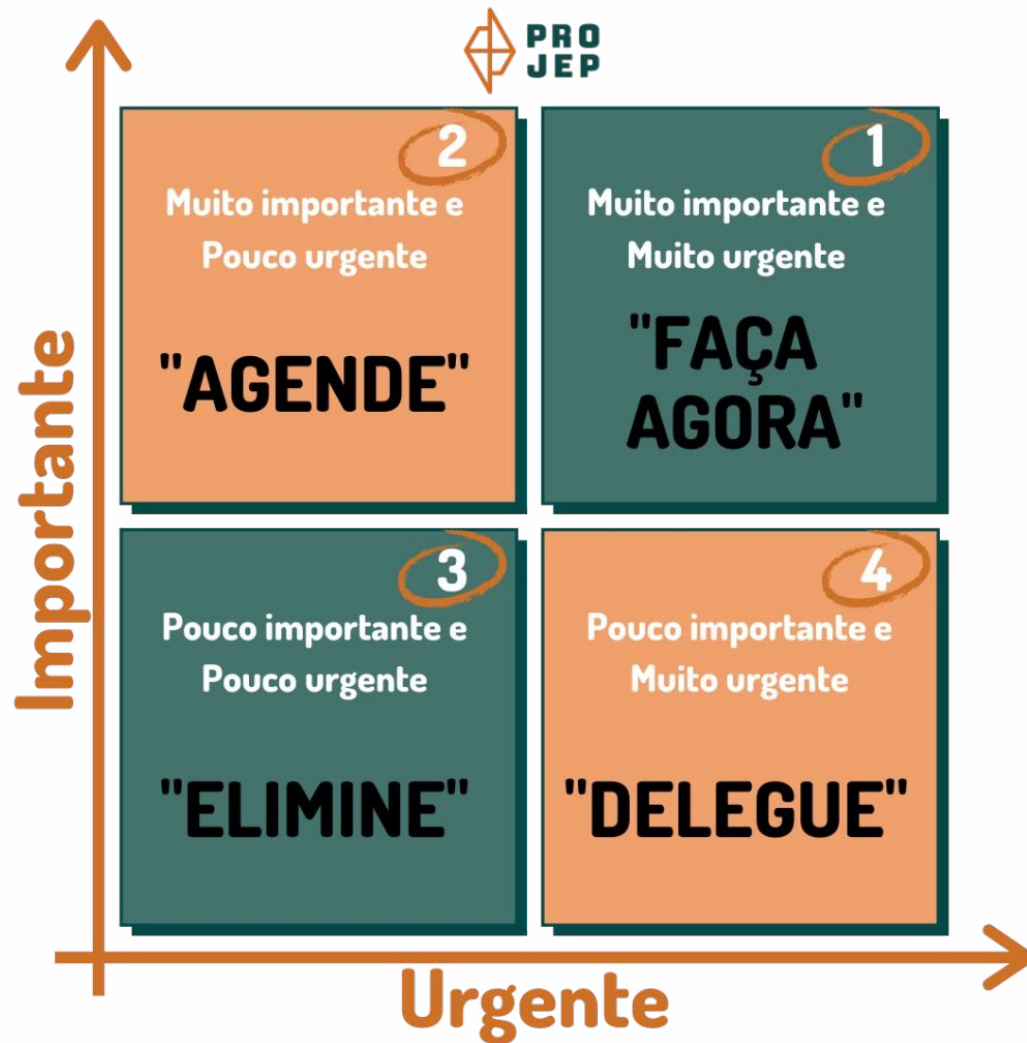 PRO
JEP
2
Muito importante e
Pouco urgente
"AGENDE"
1
Muito importante e
Muito urgente
"FAÇA
AGORA"
3
Pouco importante e
Pouco urgente
"ELIMINE"
4
Pouco importante e
Muito urgente
"DELEGUE"
Importante
Urgente